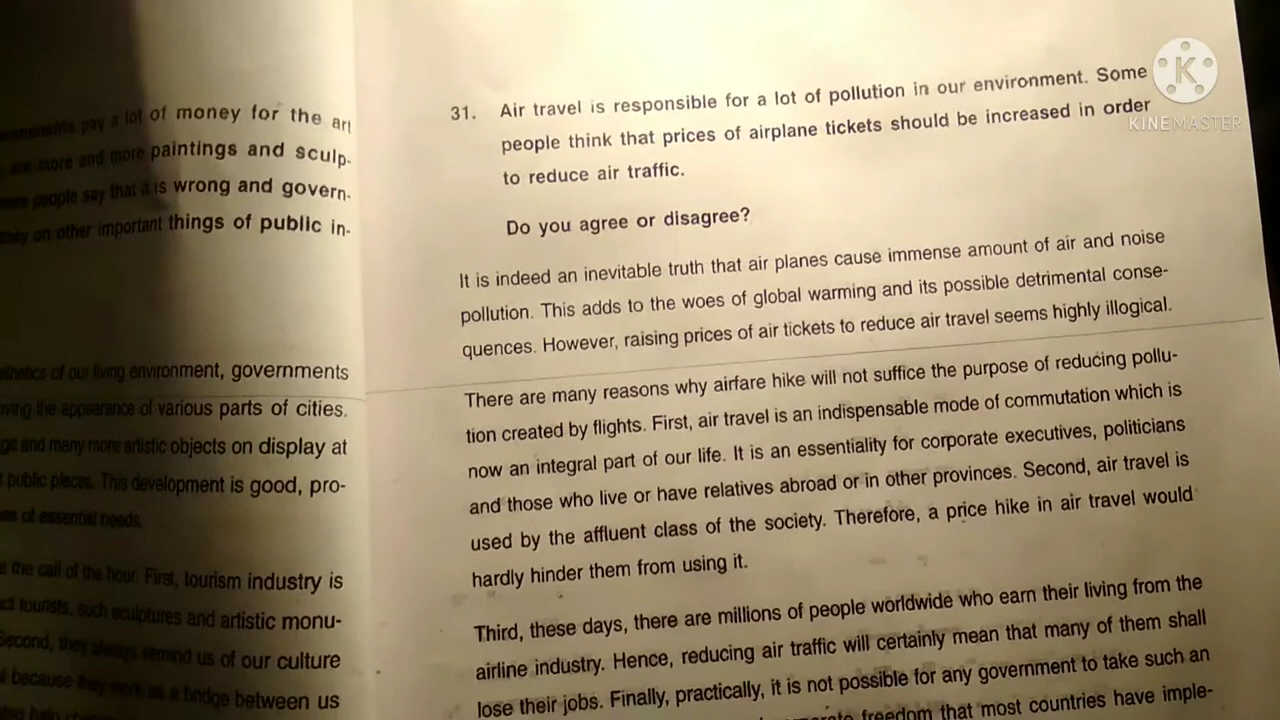 pay a lot of money for the art
more and more paintings and sculp-
people say that it is wrong and govern-
on other important things of public in-
of our living environment, governments
the appearance of various parts of cities.
and many more artistic objects on display at
public places. This development is good, pro-
of essential needs.
the call of the hour. First, tourism industry is
tourists, such sculptures and artistic monu-
Second, they always remind us of our culture
because they work as a bridge between us
31. Air travel is responsible for a lot of pollution in our environment. Some
people think that prices of airplane tickets should be increased in order
to reduce air traffic.
Do you agree or disagree?
It is indeed an inevitable truth that air planes cause immense amount of air and noise
pollution. This adds to the woes of global warming and its possible detrimental conse-
quences. However, raising prices of air tickets to reduce air travel seems highly illogical.
There are many reasons why airfare hike will not suffice the purpose of reducing pollu-
tion created by flights. First, air travel is an indispensable mode of commutation which is
now an integral part of our life. It is an essentiality for corporate executives, politicians
and those who live or have relatives abroad or in other provinces. Second, air travel is
used by the affluent class of the society. Therefore, a price hike in air travel would
hardly hinder them from using it.
Third, these days, there are millions of people worldwide who earn their living from the
airline industry. Hence, reducing air traffic will certainly mean that many of them shall
lose their jobs. Finally, practically, it is not possible for any government to take such an
freedom that most countries have imple-
K
KINEMASTER